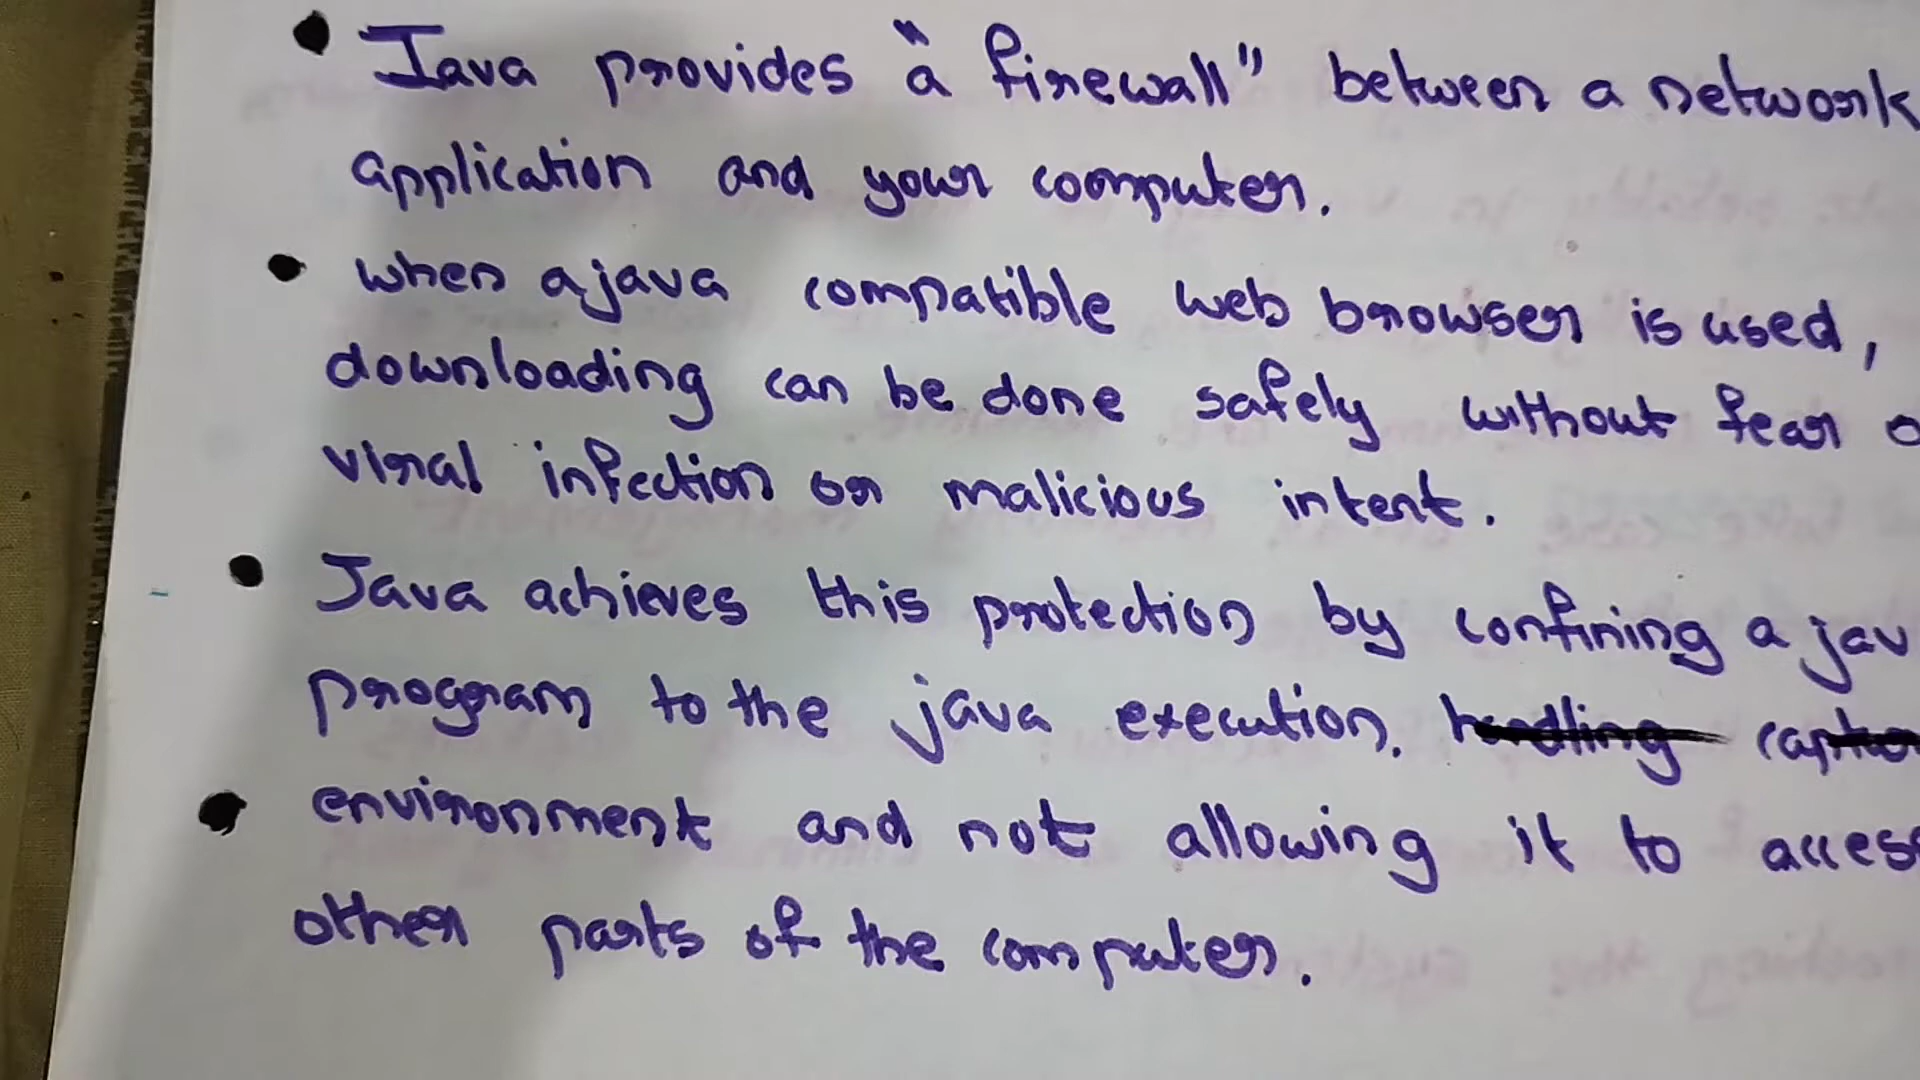 • Java provides "a firewall" between a network
application and your computer.
• when a java compatible web browser is used,
downloading can be done safely without fear o
viral infection or malicious intent.
• Java achieves this protection by confining a jav
program to the java execution. handling
• environment and not allowing it to access
other parts of the computer.